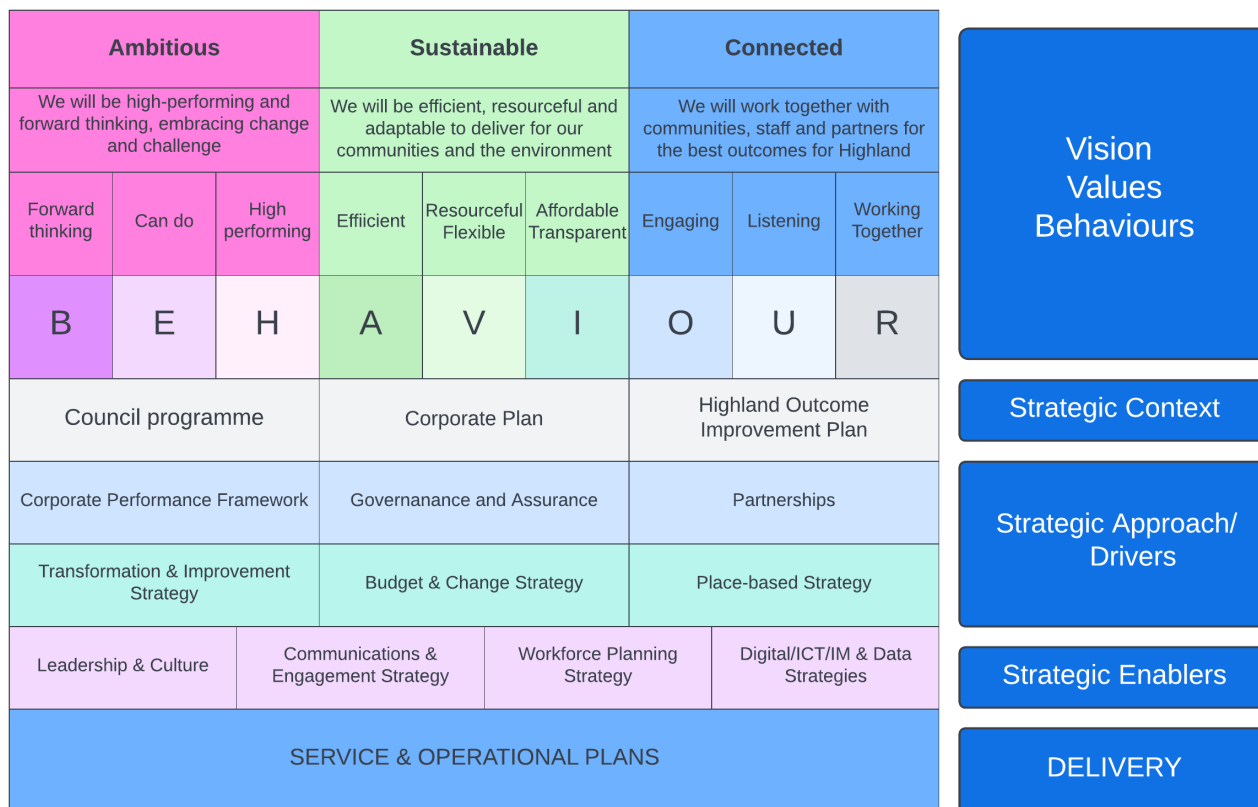 Ambitious
Sustainable
Connected
We will be high-performing and
forward thinking, embracing change
and challenge
We will be efficient, resourceful and
adaptable to deliver for our
communities and the environment
We will work together with
communities, staff and partners for
the best outcomes for Highland
Forward
thinking
Can do
High
performing
Effiicient
Resourceful
Flexible
Affordable
Transparent
Engaging
Listening
Working
Together
B E H A V I O U R
Vision
Values
Behaviours
Council programme
Corporate Plan
Highland Outcome
Improvement Plan
Strategic Context
Corporate Performance Framework
Governanance and Assurance
Partnerships
Transformation & Improvement
Strategy
Budget & Change Strategy
Place-based Strategy
Strategic Approach/
Drivers
Leadership & Culture
Communications &
Engagement Strategy
Workforce Planning
Strategy
Digital/ICT/IM & Data
Strategies
Strategic Enablers
SERVICE & OPERATIONAL PLANS
DELIVERY